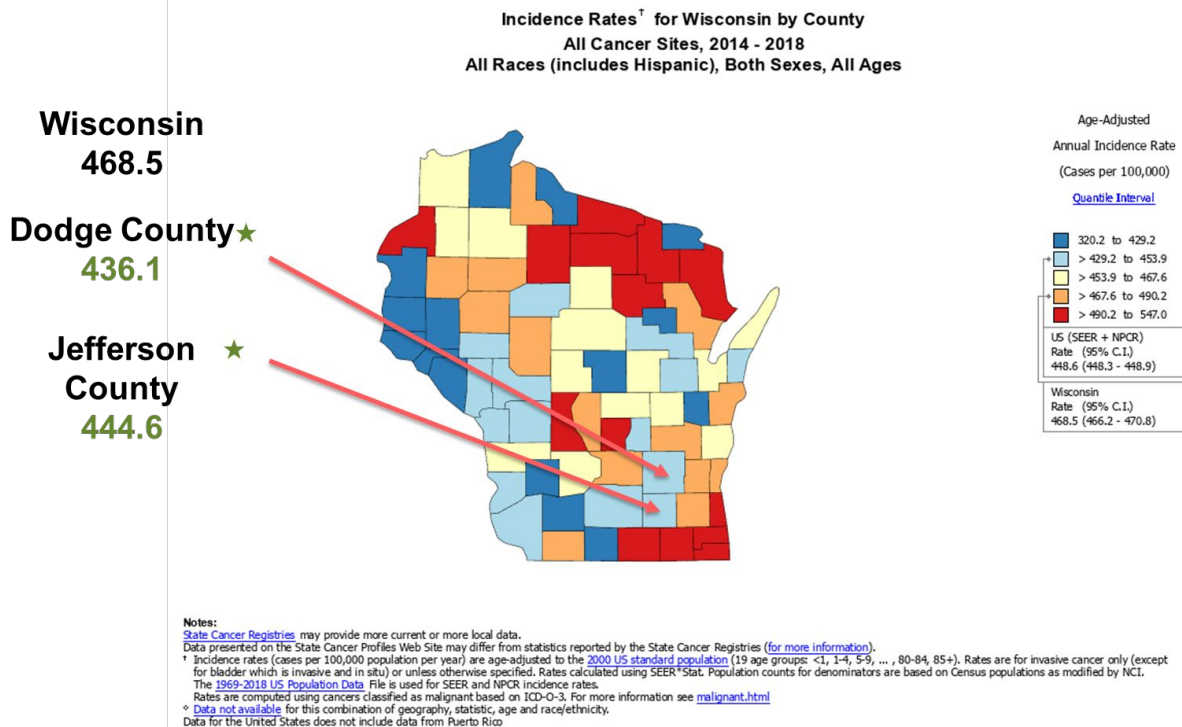 Incidence Rates† for Wisconsin by County
All Cancer Sites, 2014 - 2018
All Races (includes Hispanic), Both Sexes, All Ages
Wisconsin
468.5
Dodge County
436.1
Jefferson
County
444.6
Age-Adjusted
Annual Incidence Rate
(Cases per 100,000)
Quantile Interval
320.2 to 429.2
> 429.2 to 453.9
> 453.9 to 467.6
> 467.6 to 490.2
> 490.2 to 547.0
US (SEER + NPCR)
Rate (95% C.I.)
448.6 (448.3 - 448.9)
Wisconsin
Rate (95% C.I.)
468.5 (466.2 - 470.8)
Notes:
State Cancer Registries may provide more current or more local data.
Data presented on the State Cancer Profiles Web Site may differ from statistics reported by the State Cancer Registries (for more information).
† Incidence rates (cases per 100,000 population per year) are age-adjusted to the 2000 US standard population (19 age groups: <1, 1-4, 5-9, ... , 80-84, 85+). Rates are for invasive cancer only (except
for bladder which is invasive and in situ) or unless otherwise specified. Rates calculated using SEER*Stat. Population counts for denominators are based on Census populations as modified by NCI.
The 1969-2018 US Population Data File is used for SEER and NPCR incidence rates.
Rates are computed using cancers classified as malignant based on ICD-O-3. For more information see malignant.html
◊ Data not available for this combination of geography, statistic, age and race/ethnicity.
Data for the United States does not include data from Puerto Rico